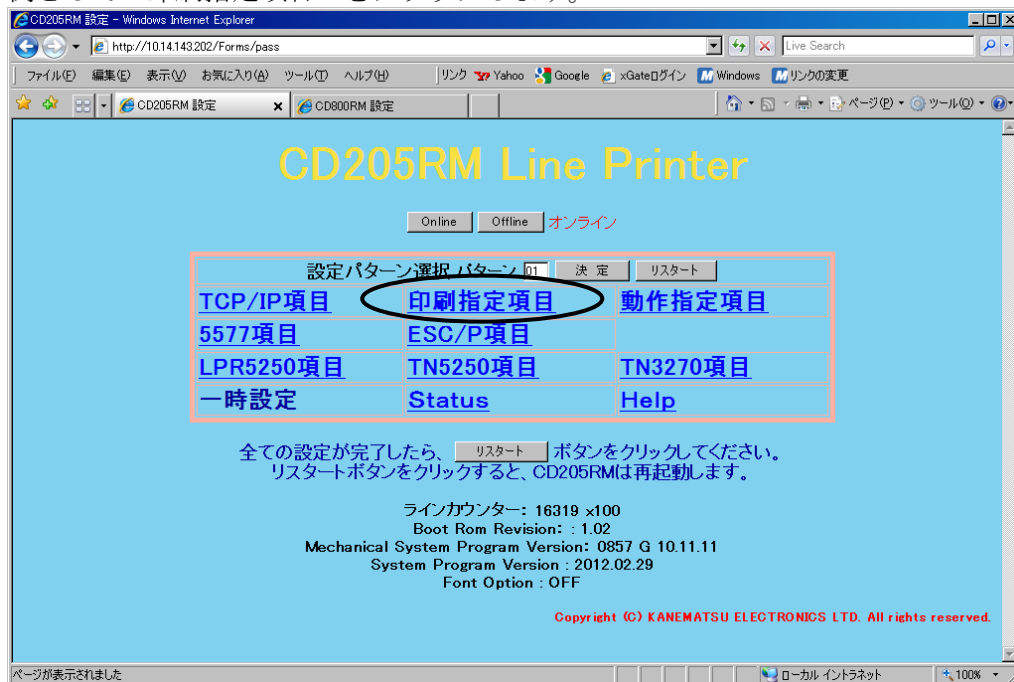 CD205RM 設定 - Windows Internet Explorer
http://10.14.143.202/Forms/pass
Live Search
ファイル(F) 編集(E) 表示(V) お気に入り(A) ツール(T) ヘルプ(H) リンク Yahoo Google xGateログイン Windows リンクの変更
CD205RM 設定 CD800RM 設定 ページ(P) ツール(O)
CD205RM Line Printer
Online Offline オンライン
設定パターン選択 パターン 01 決 定 リスタート
TCP/IP項目 印刷指定項目 動作指定項目
5577項目 ESC/P項目
LPR5250項目 TN5250項目 TN3270項目
一時設定 Status Help
全ての設定が完了したら、 リスタート ボタンをクリックしてください。
リスタートボタンをクリックすると、CD205RMは再起動します。
ラインカウンター: 16319 x100
Boot Rom Revision: : 1.02
Mechanical System Program Version: 0857 G 10.11.11
System Program Version : 2012.02.29
Font Option : OFF
Copyright (C) KANEMATSU ELECTRONICS LTD. All rights reserved.
ページが表示されました ローカル イントラネット 100%